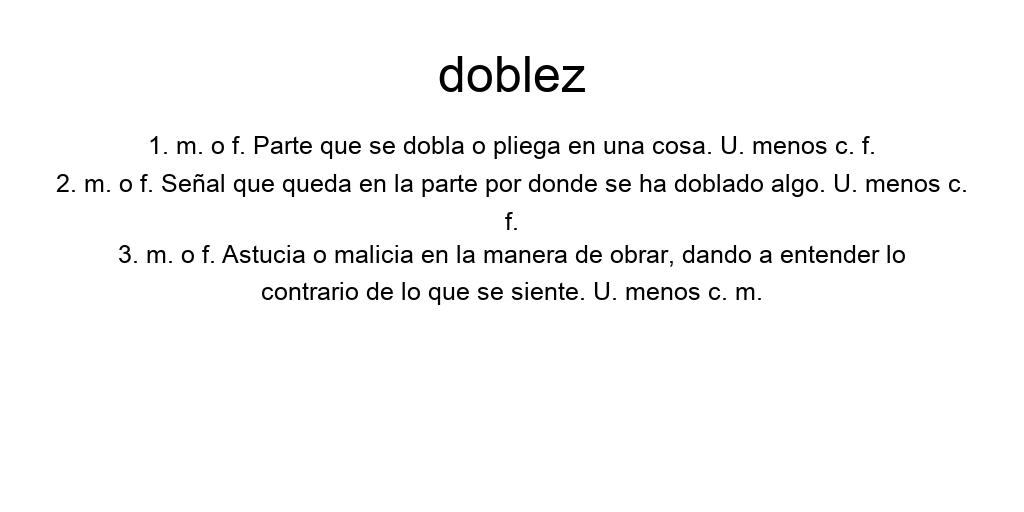 doblez
1. m. o f. Parte que se dobla o pliega en una cosa. U. menos c. f.
2. m. o f. Señal que queda en la parte por donde se ha doblado algo. U. menos c.
f.
3. m. o f. Astucia o malicia en la manera de obrar, dando a entender lo
contrario de lo que se siente. U. menos c. m.